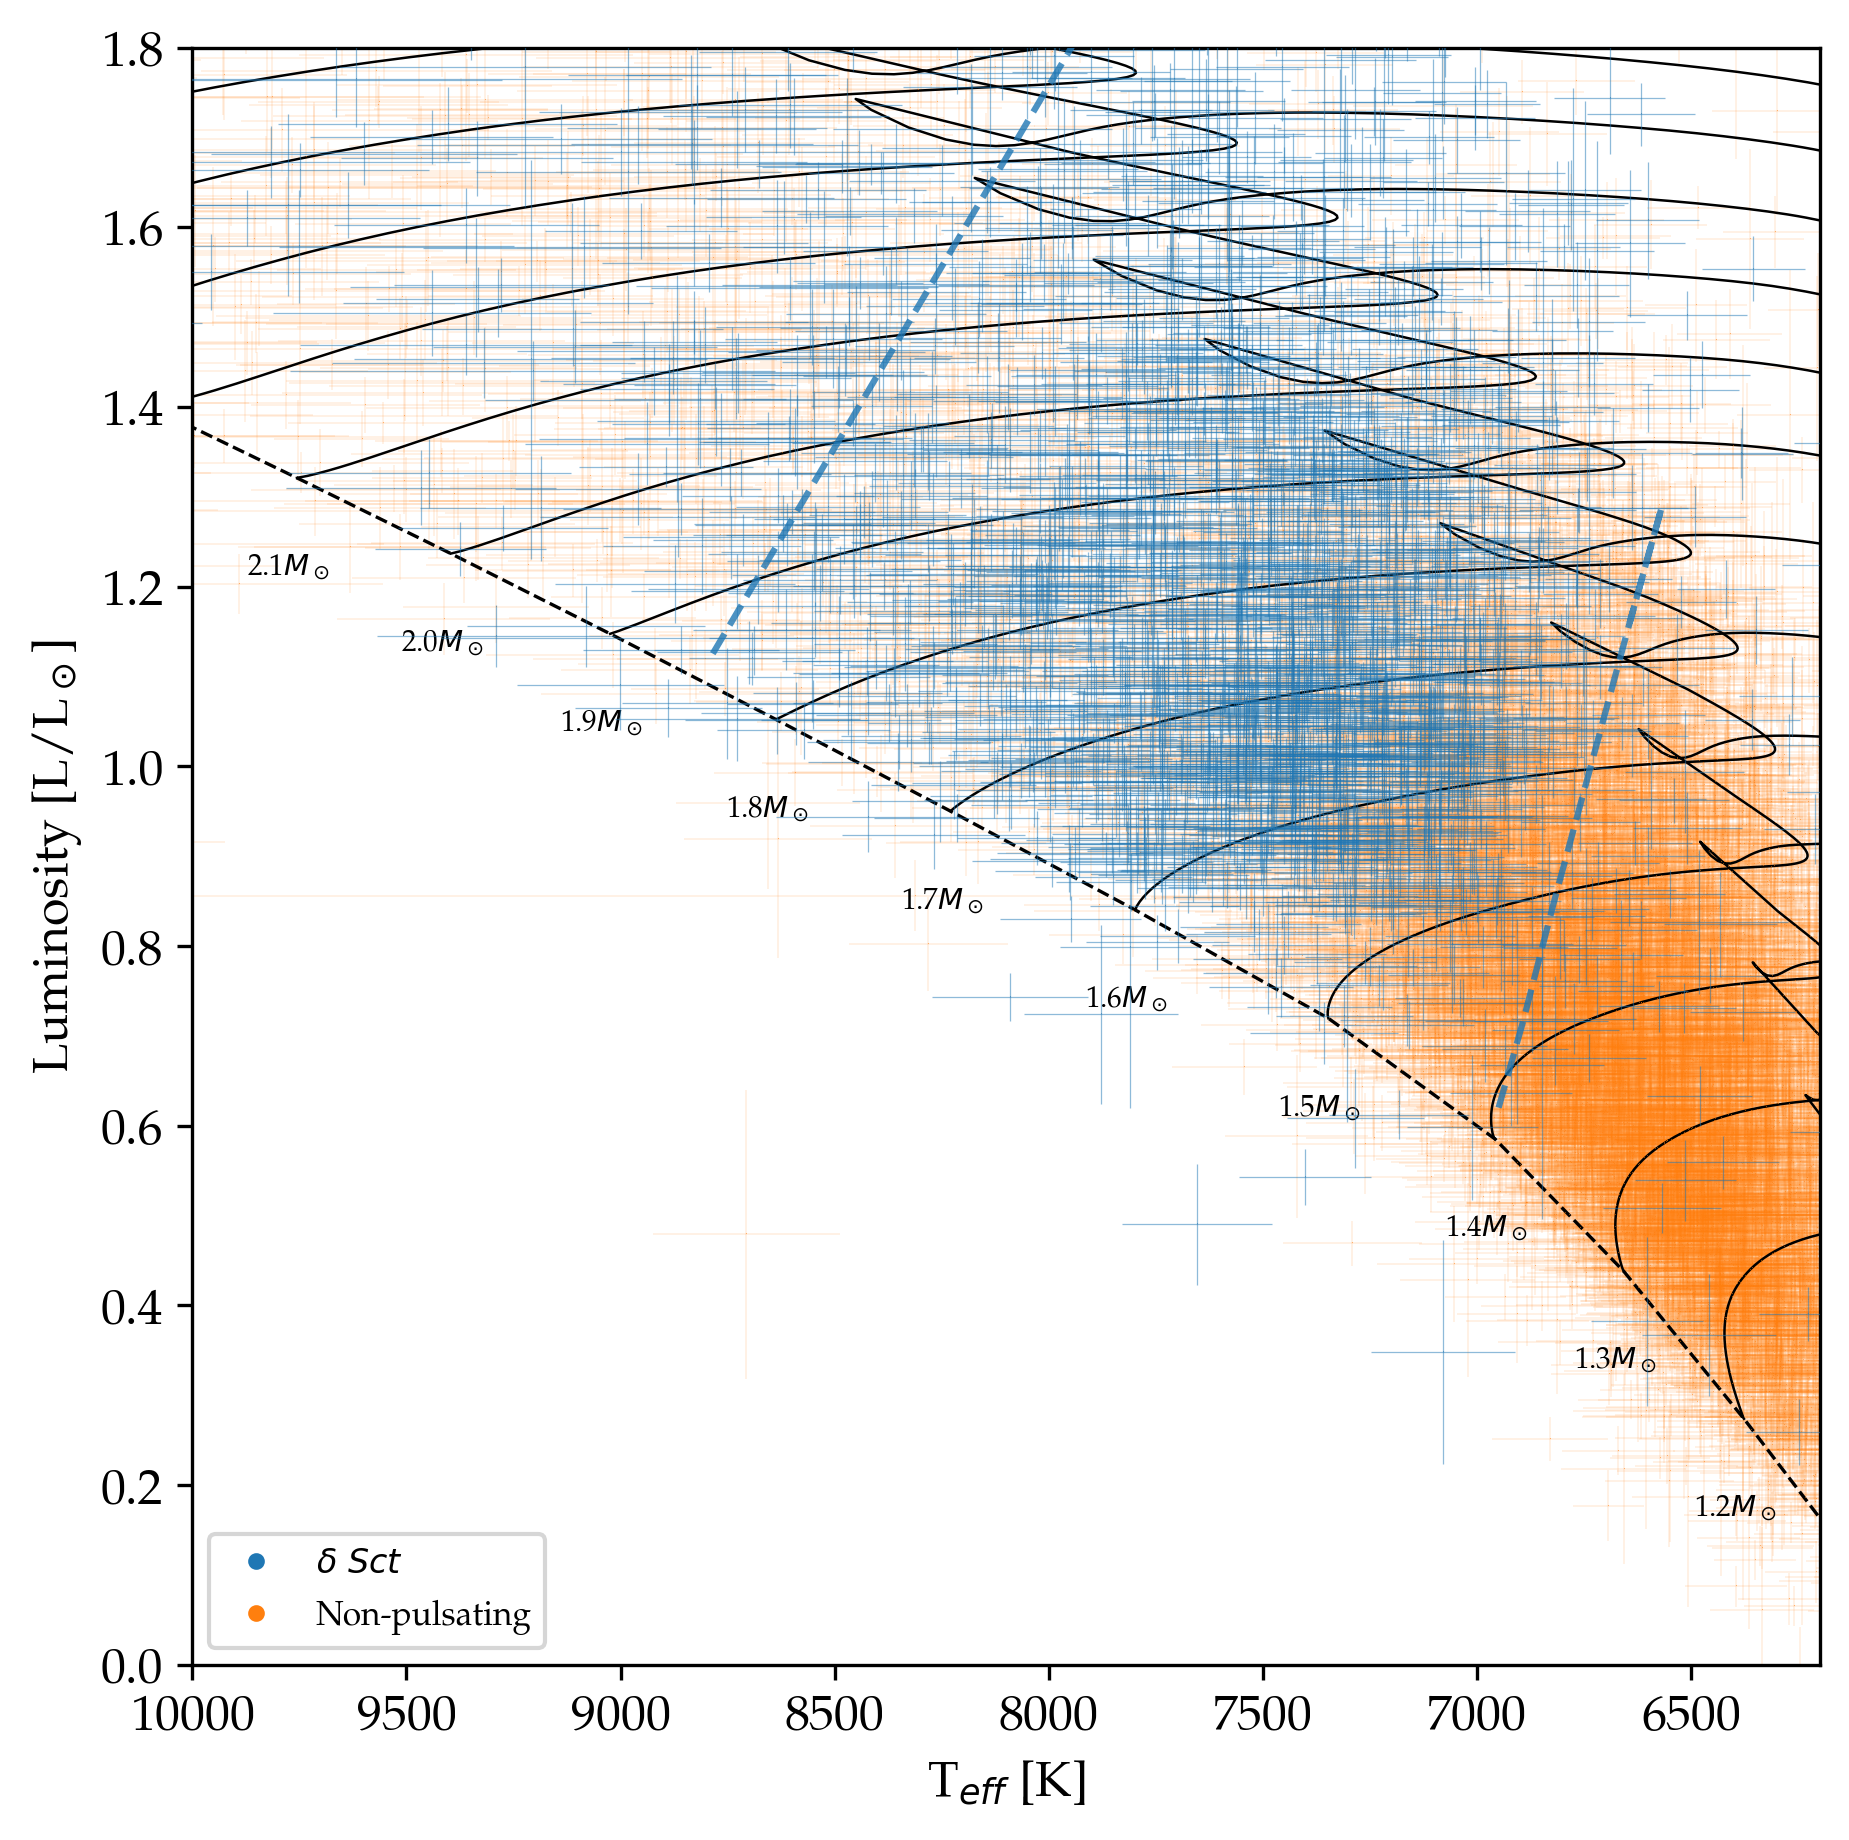 1.8
1.6
1.4
1.2
1.0
0.8
0.6
0.4
0.2
0.0
Luminosity [L/L⊙]
2.1M⊙
2.0M⊙
1.9M⊙
1.8M⊙
1.7M⊙
1.6M⊙
1.5M⊙
1.4M⊙
1.3M⊙
1.2M⊙
δ Sct
Non-pulsating
10000 9500 9000 8500 8000 7500 7000 6500
Teff [K]